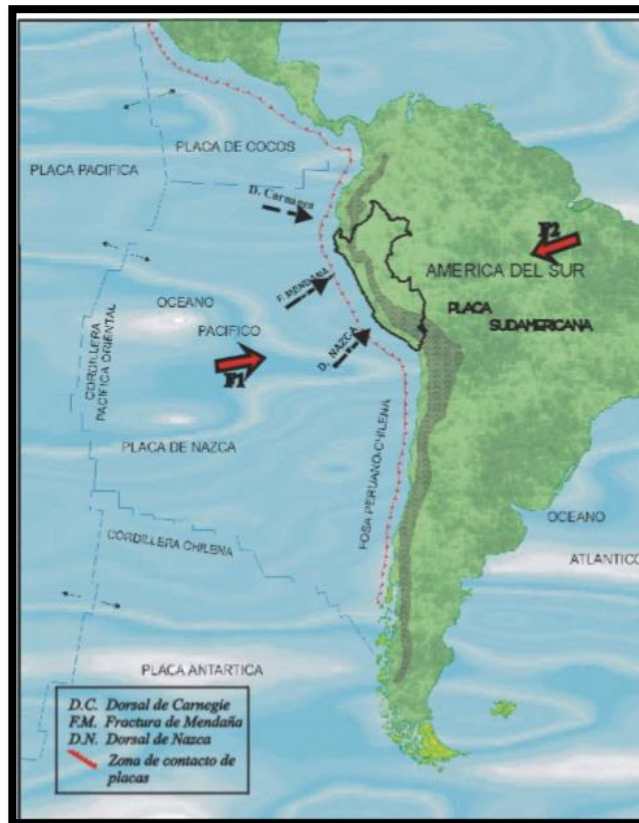 PLACA DE COCOS
PLACA PACIFICA
D. Carnagea
F2
AMERICA DEL SUR
F. MENDAÑA
OCEANO
PACIFICO
PLACA
SUDAMERICANA
D. NAZCA
F1
CORDILLERA
PACIFICA ORIENTAL
PLACA DE NAZCA
FOSA PERUANO-CHILENA
OCEANO
ATLANTICO
CORDILLERA CHILENA
PLACA ANTARTICA
D.C. Dorsal de Carnegie
F.M. Fractura de Mendaña
D.N. Dorsal de Nazca
Zona de contacto de
placas